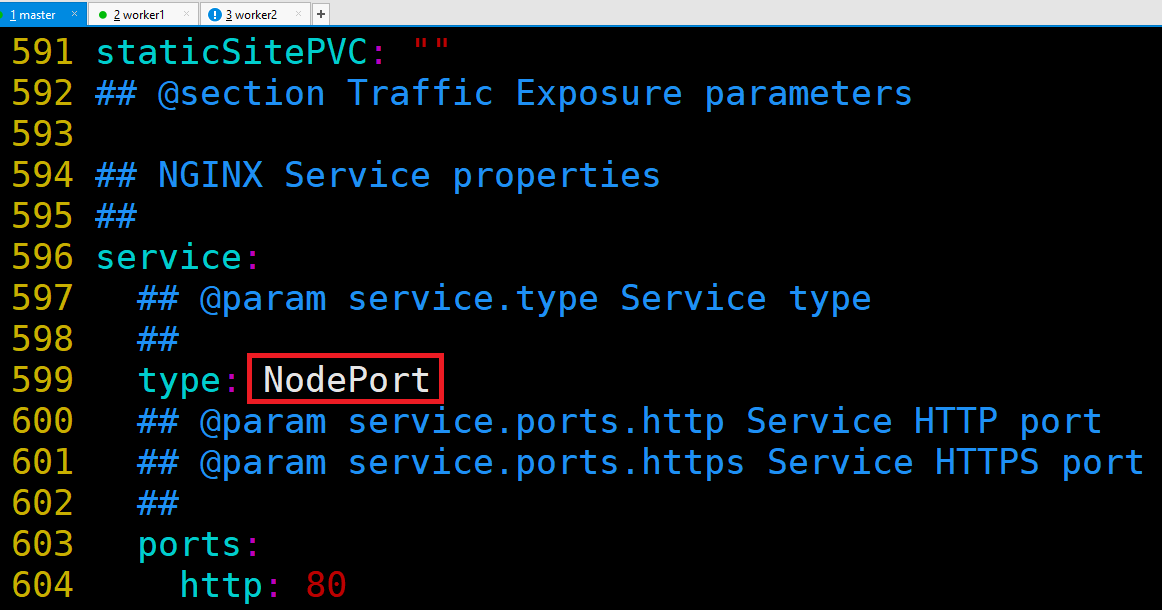 1 master × 2 worker1 × 3 worker2 × +
591 staticSitePVC: ""
592 ## @section Traffic Exposure parameters
593
594 ## NGINX Service properties
595 ##
596 service:
597   ## @param service.type Service type
598   ##
599   type: NodePort
600   ## @param service.ports.http Service HTTP port
601   ## @param service.ports.https Service HTTPS port
602   ##
603   ports:
604     http: 80